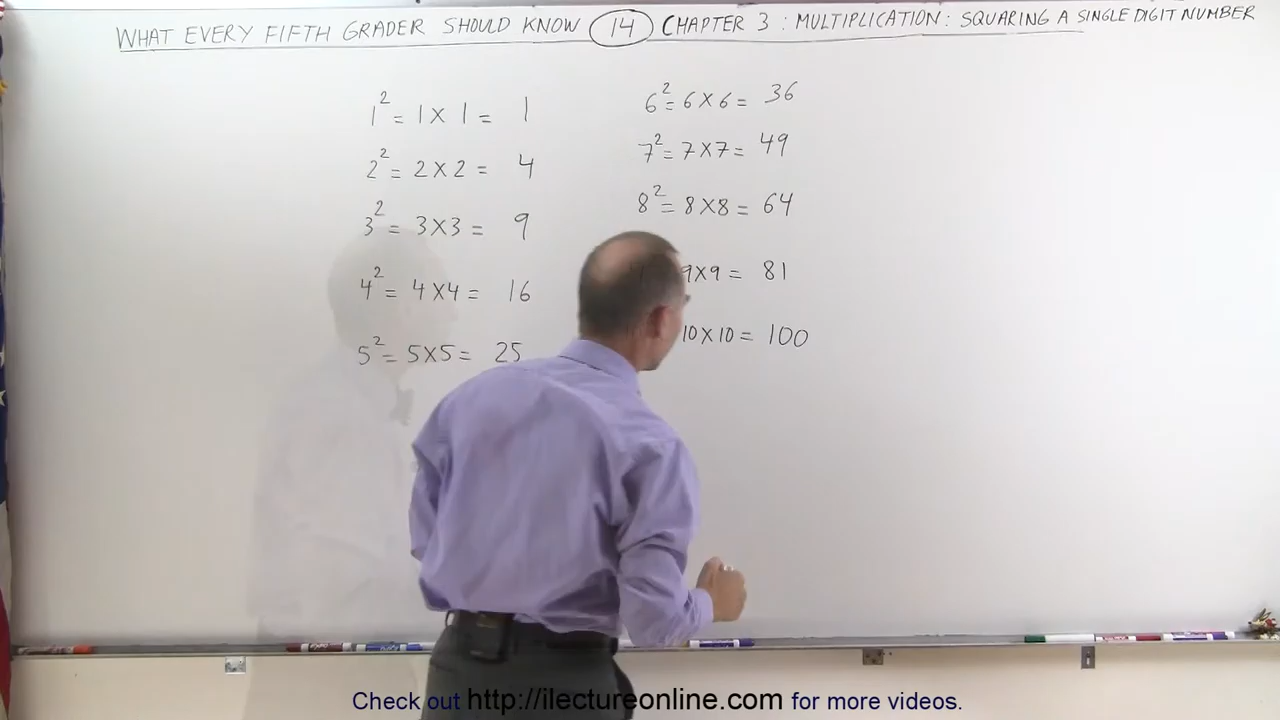 WHAT EVERY FIFTH GRADER SHOULD KNOW 14 CHAPTER 3 : MULTIPLICATION: SQUARING A SINGLE DIGIT NUMBER
1² = 1 X 1 = 1
2² = 2 X 2 = 4
3² = 3 X 3 = 9
4² = 4 X 4 = 16
5² = 5 X 5 = 25
6² = 6 X 6 = 36
7² = 7 X 7 = 49
8² = 8 X 8 = 64
9 X 9 = 81
10 X 10 = 100
Check out http://ilectureonline.com for more videos.